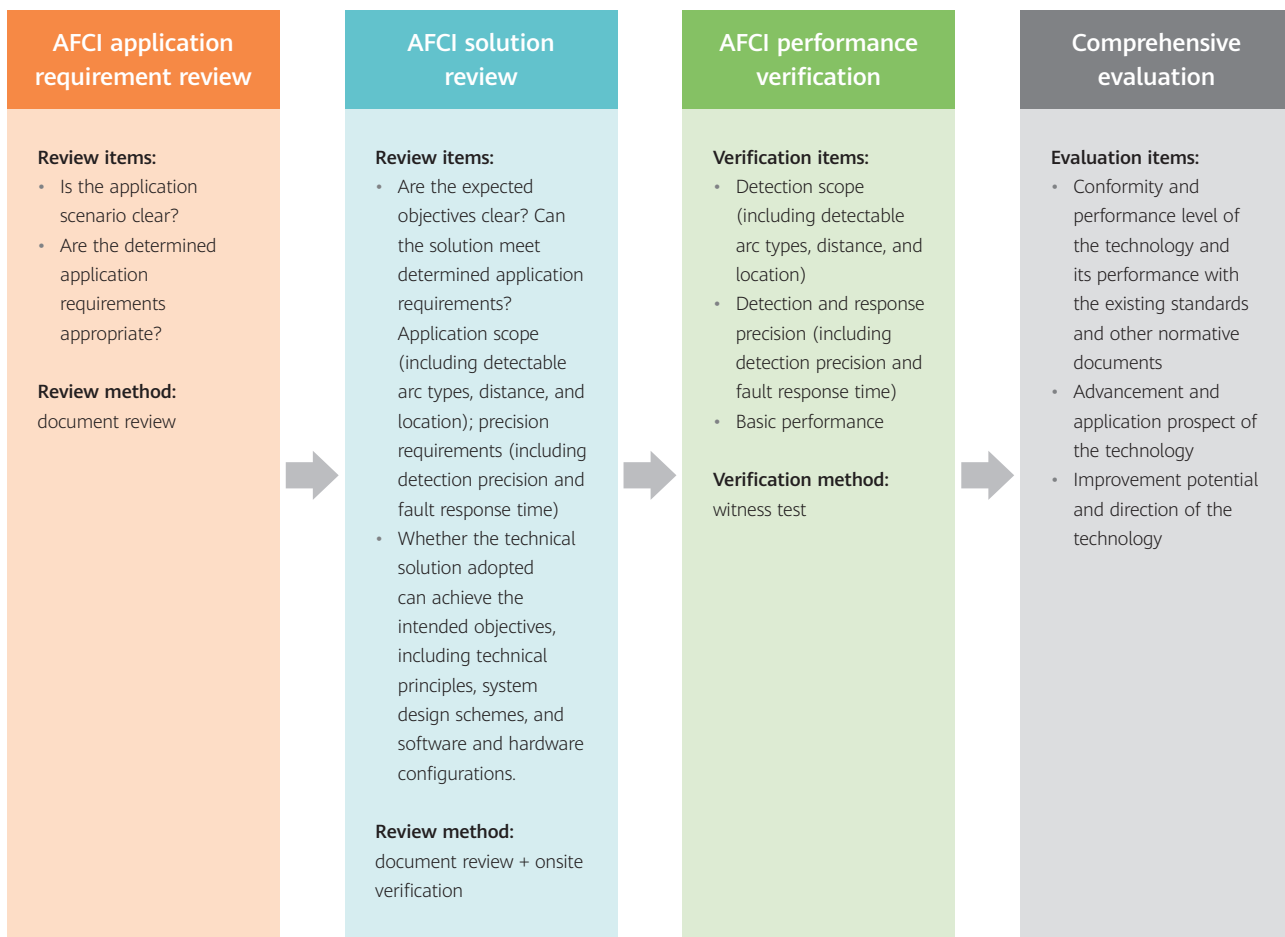 AFCI application
requirement review
Review items:
• Is the application
scenario clear?
• Are the determined
application
requirements
appropriate?
Review method:
document review
AFCI solution
review
Review items:
• Are the expected
objectives clear? Can
the solution meet
determined application
requirements?
Application scope
(including detectable
arc types, distance, and
location); precision
requirements (including
detection precision and
fault response time)
• Whether the technical
solution adopted
can achieve the
intended objectives,
including technical
principles, system
design schemes, and
software and hardware
configurations.
Review method:
document review + onsite
verification
AFCI performance
verification
Verification items:
• Detection scope
(including detectable
arc types, distance, and
location)
• Detection and response
precision (including
detection precision and
fault response time)
• Basic performance
Verification method:
witness test
Comprehensive
evaluation
Evaluation items:
• Conformity and
performance level of
the technology and
its performance with
the existing standards
and other normative
documents
• Advancement and
application prospect of
the technology
• Improvement potential
and direction of the
technology